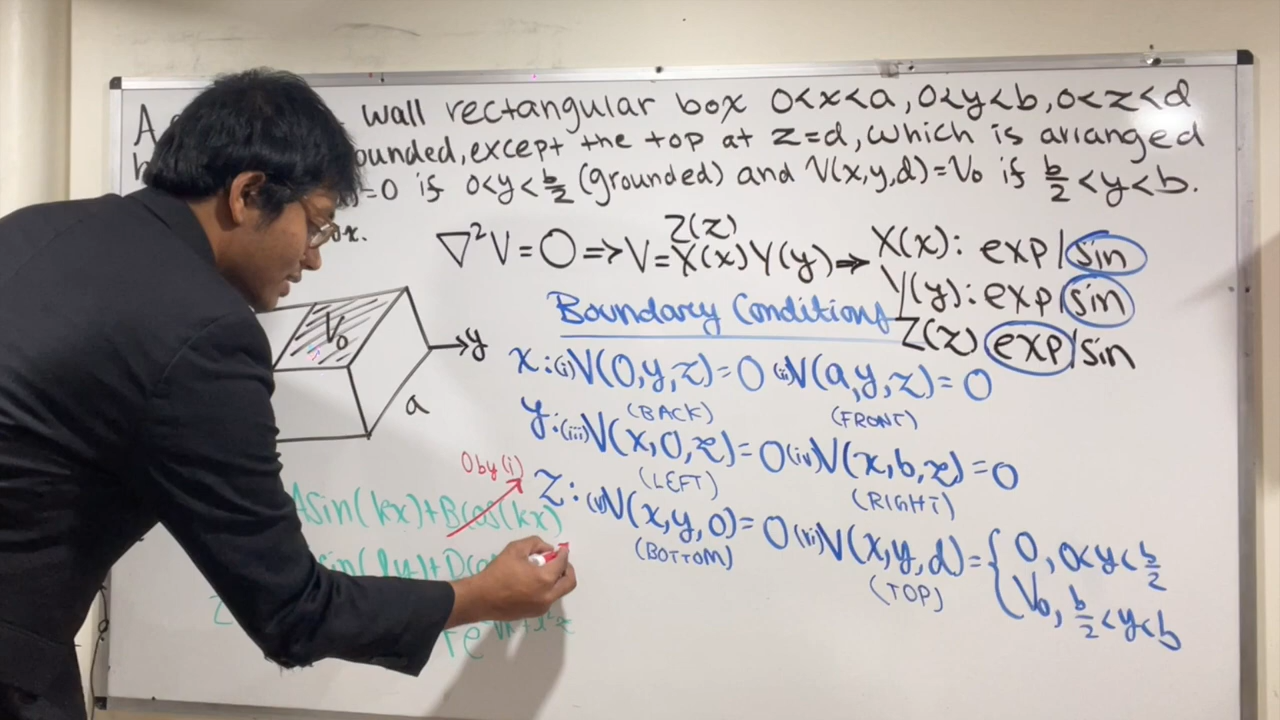 A wall rectangular box 0<x<a, 0<y<b, 0<z<d
ounded, except the top at z=d, which is arranged
=0 if 0<y<b/2 (grounded) and V(x,y,d)=V₀ if b/2<y<b.
ox.
∇²V=0 => V=X(x)Y(y)Z(z) => X(x): exp/sin
Y(y): exp/sin
Z(z) exp/sin
Boundary Conditions
x: (i) V(0,y,z)=0 (ii) V(a,y,z)=0
(BACK) (FRONT)
y: (iii) V(x,0,z)=0 (iv) V(x,b,z)=0
(LEFT) (RIGHT)
z: (v) V(x,y,0)=0 (vi) V(x,y,d)={0, 0<y<b/2
V₀, b/2<y<b
(BOTTOM) (TOP)
V₀
y
a
0 by (i)
Asin(kx)+Bcos(kx)
sin(ly)+D
Z